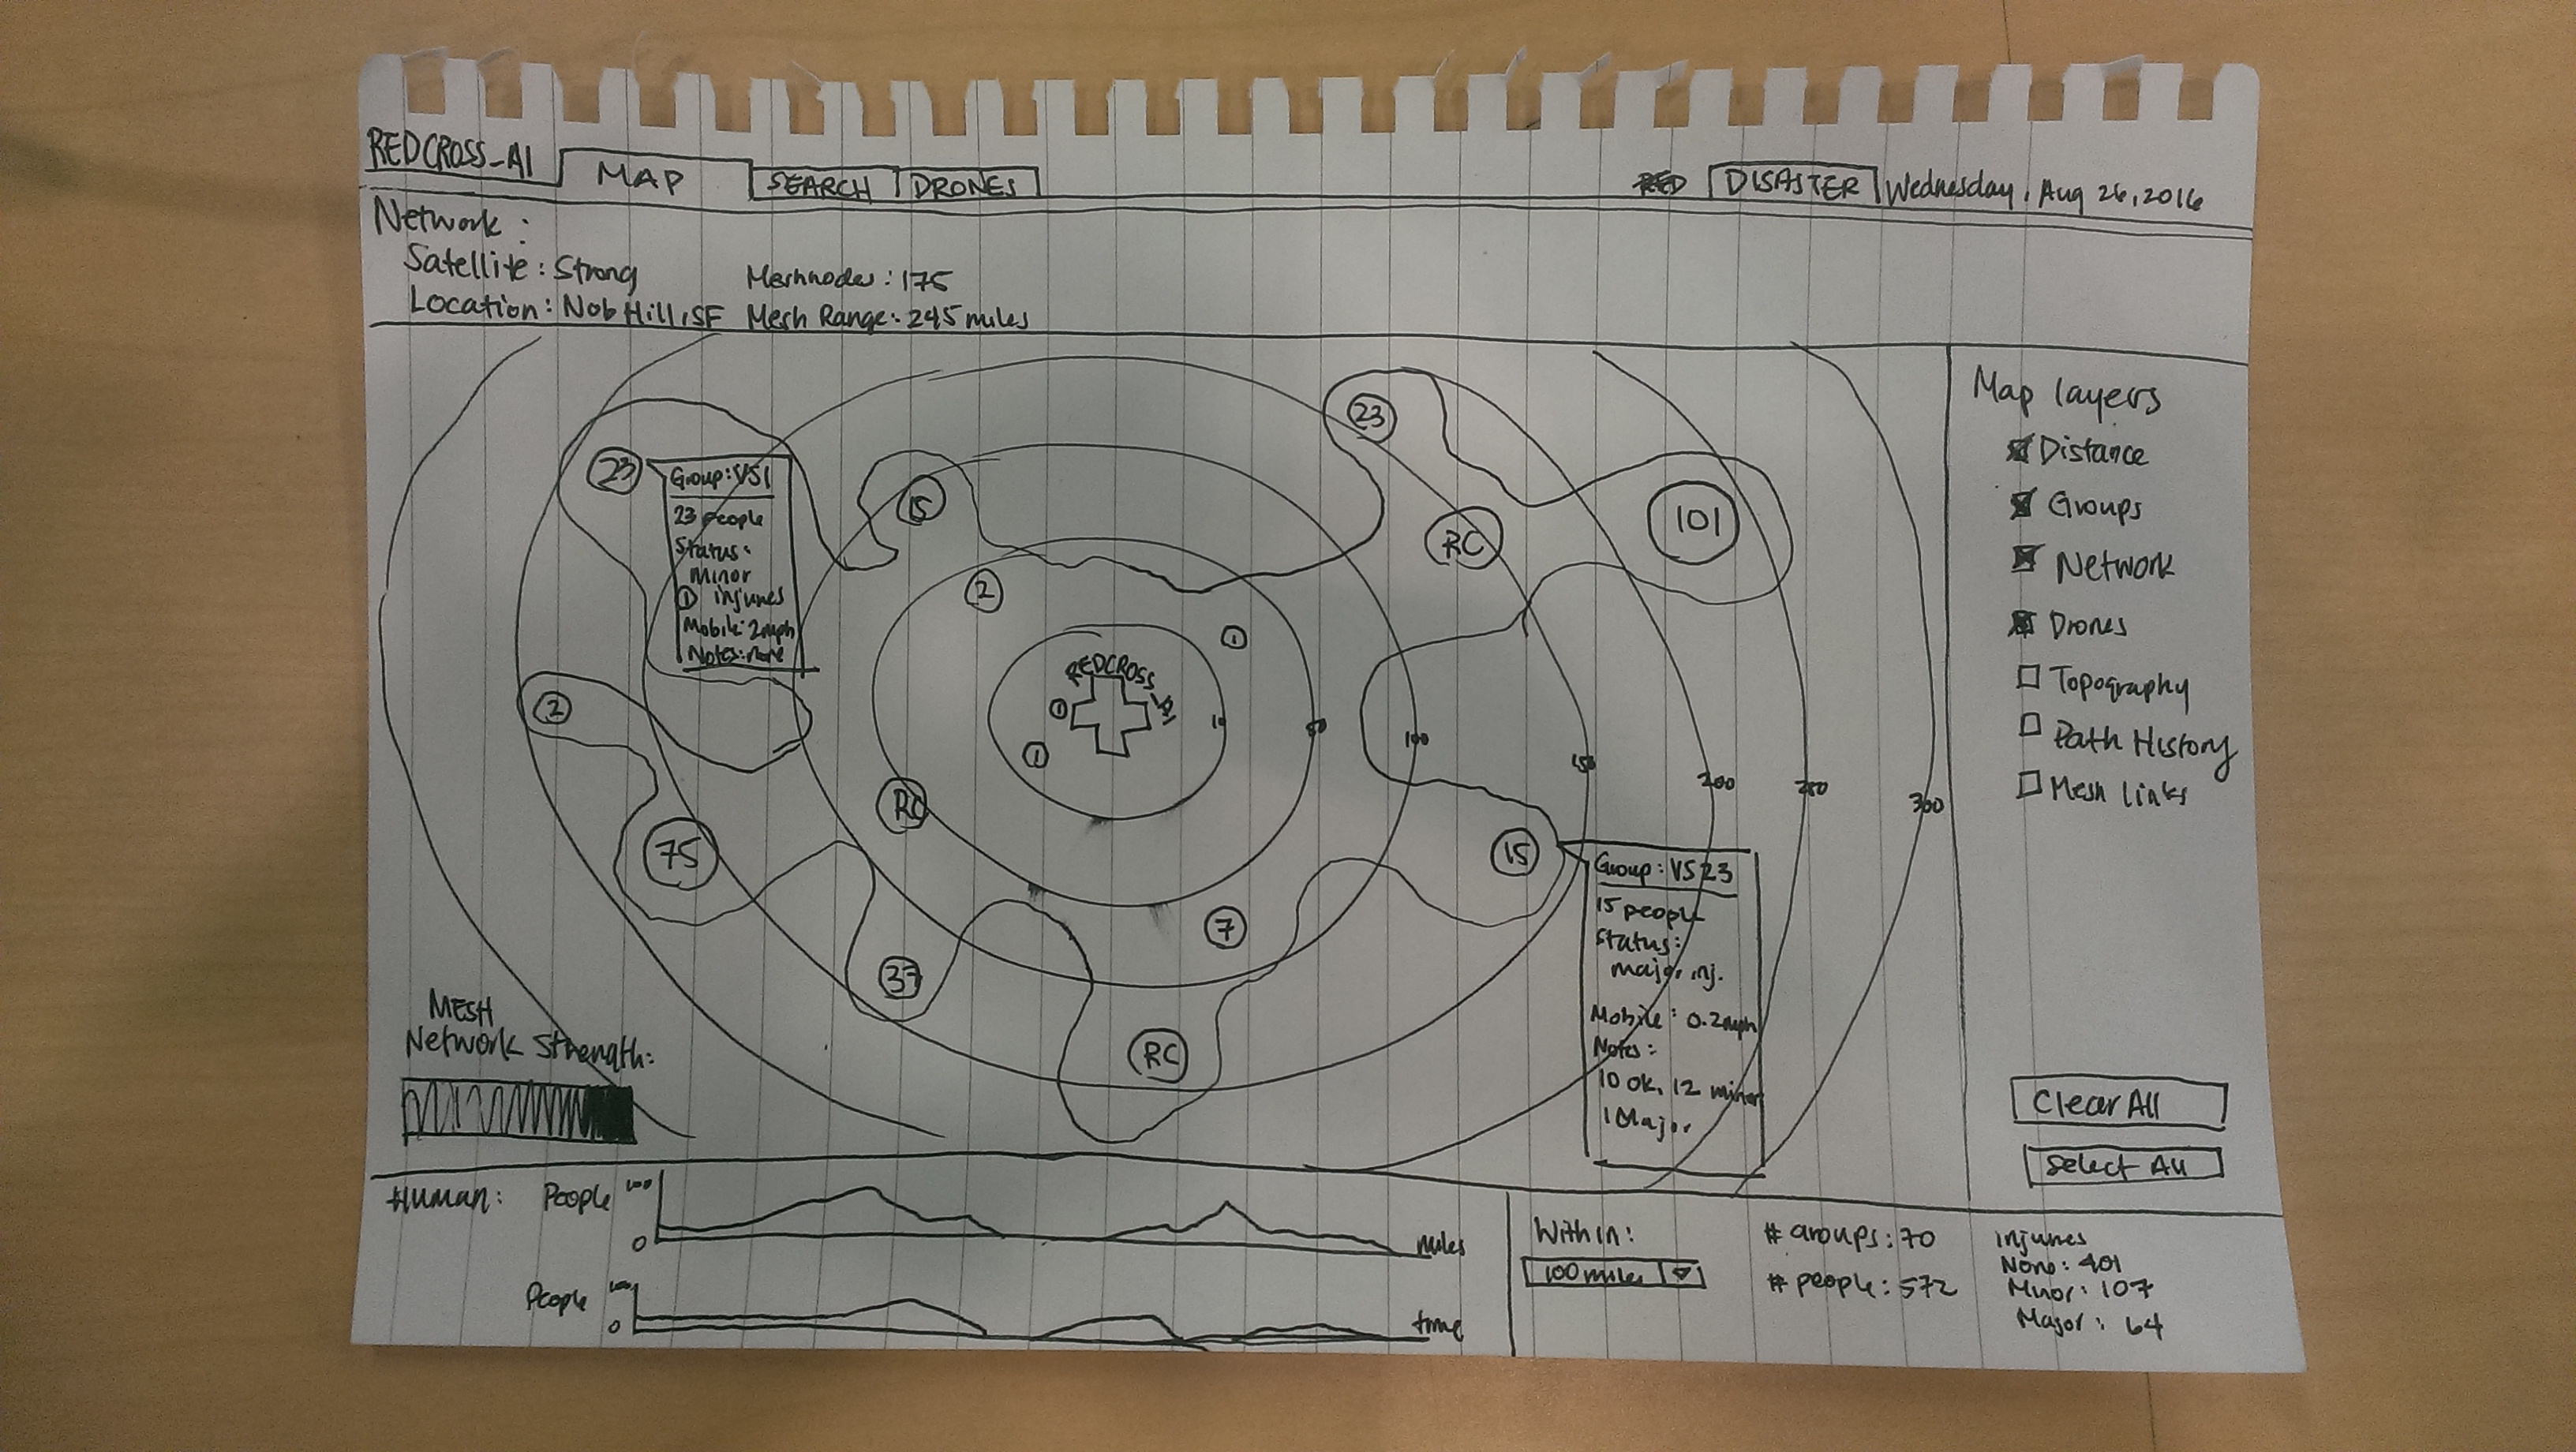 REDCROSS_AI
MAP
SEARCH
DRONES
RED
DISASTER
Wednesday, Aug 26, 2016
Network:
Satellite: Strong
Location: Nob Hill, SF
Meshnodes: 175
Mesh Range: 245 miles
23
Group: VS1
23 people
Status:
Minor
① injuries
Mobile: 2mph
Notes: none
15
23
RC
101
2
1
REDCROSS
1
1
10
50
100
150
200
250
300
2
75
RC
37
7
RC
15
Group: VS23
15 people
Status:
major inj.
Mobile: 0.2mph
Notes:
10 ok, 12 minor
1 Major.
MESH
Network Strength:
Map layers
Distance
Groups
Network
Drones
Topography
Path History
Mesh links
Clear All
Select All
Human:
People
100
0
miles
People
100
0
time
Within:
100 miles
# groups: 70
# people: 572
Injuries
None: 401
Minor: 107
Major: 64